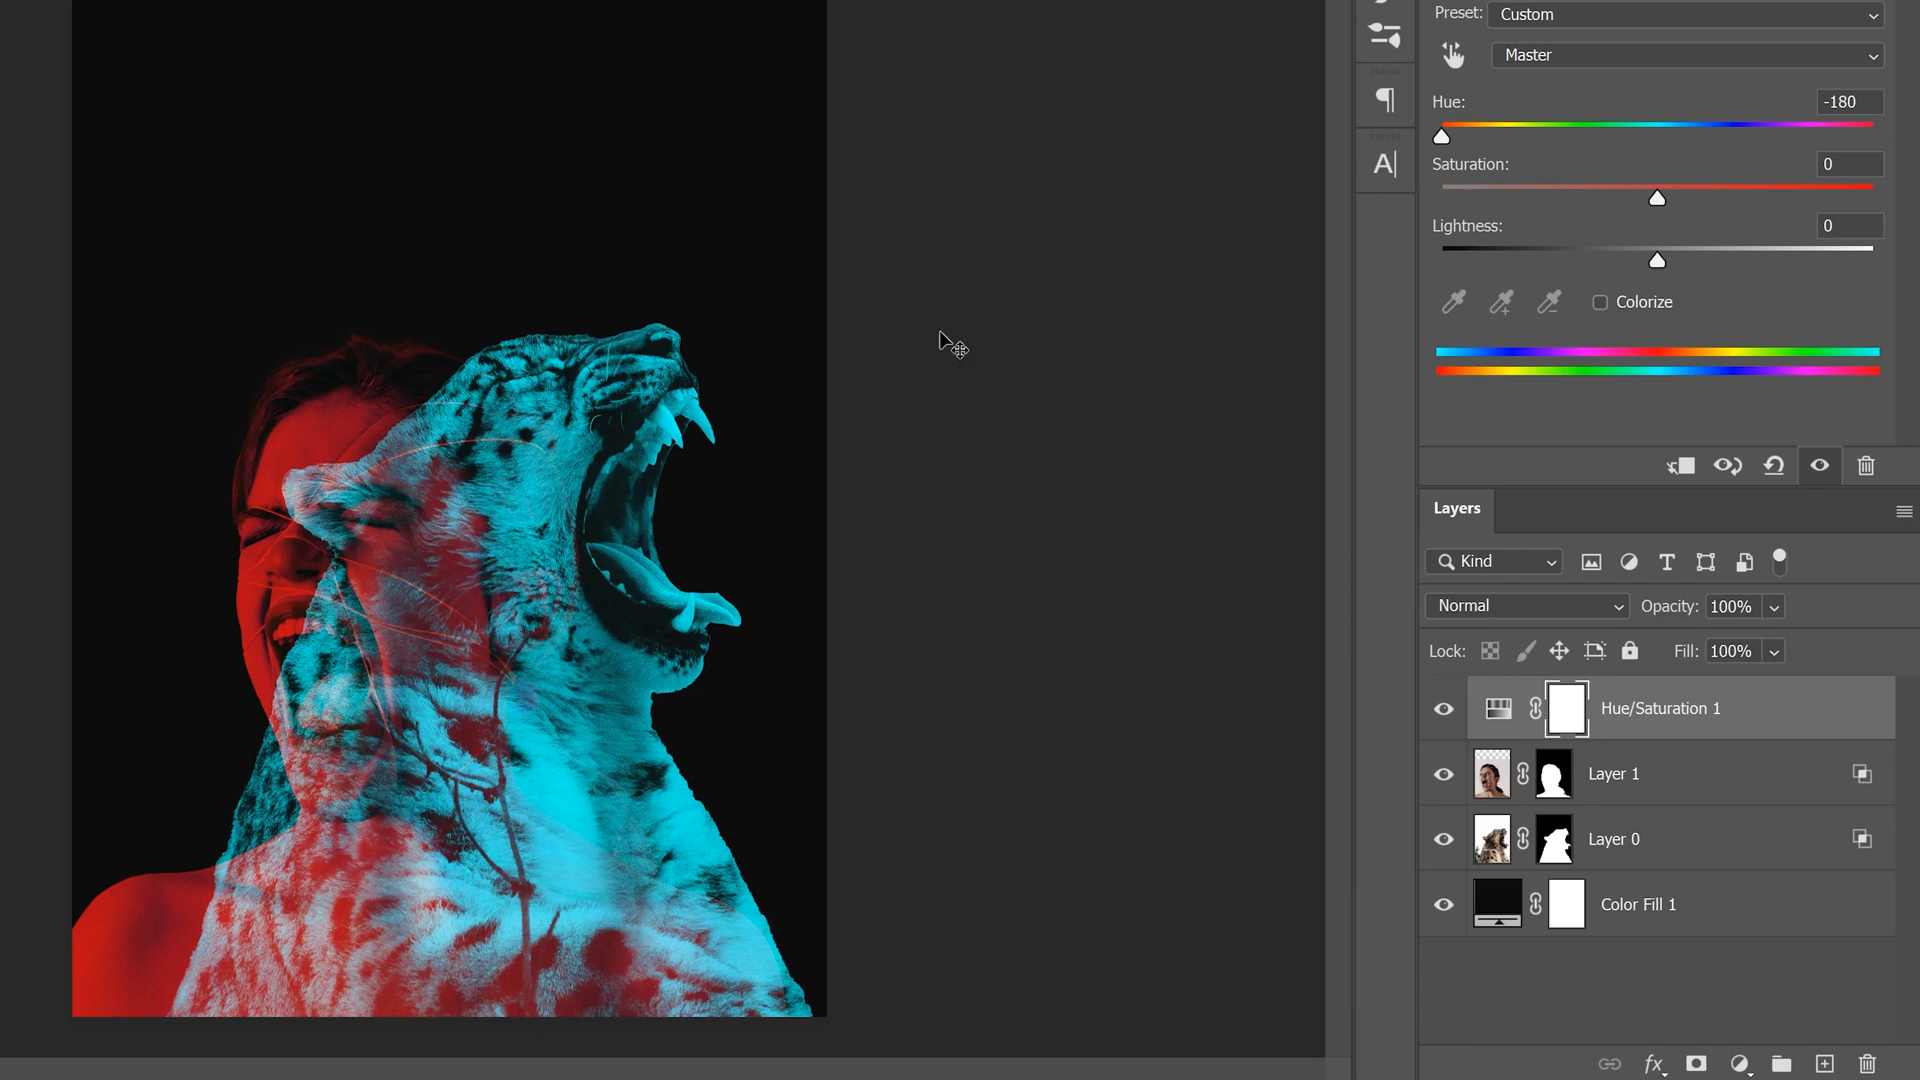 Preset: Custom
Master
Hue: -180
Saturation: 0
Lightness: 0
Colorize
A|
Layers
Kind
Normal Opacity: 100%
Lock: Fill: 100%
Hue/Saturation 1
Layer 1
Layer 0
Color Fill 1
fx